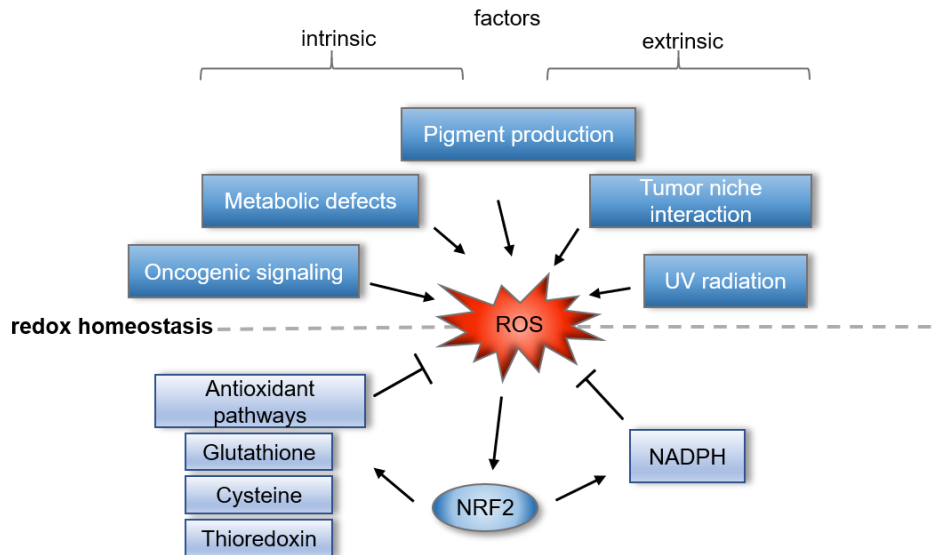 factors
intrinsic
extrinsic
Pigment production
Metabolic defects
Tumor niche
interaction
Oncogenic signaling
UV radiation
redox homeostasis
ROS
Antioxidant
pathways
Glutathione
NADPH
Cysteine
NRF2
Thioredoxin